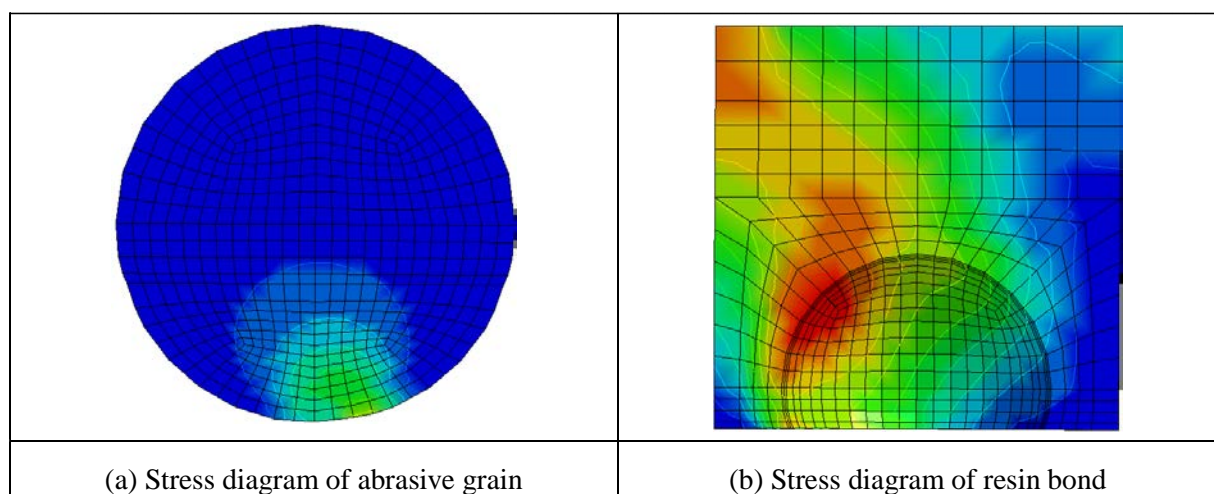 (a) Stress diagram of abrasive grain
(b) Stress diagram of resin bond